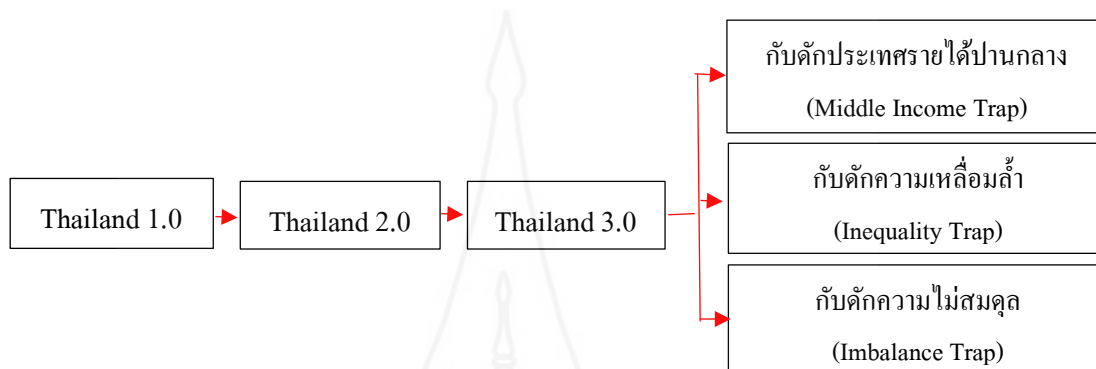 กับดักประเทศรายได้ปานกลาง
(Middle Income Trap)
กับดักความเหลื่อมล้ำ
(Inequality Trap)
Thailand 1.0
Thailand 2.0
Thailand 3.0
กับดักความไม่สมดุล
(Imbalance Trap)